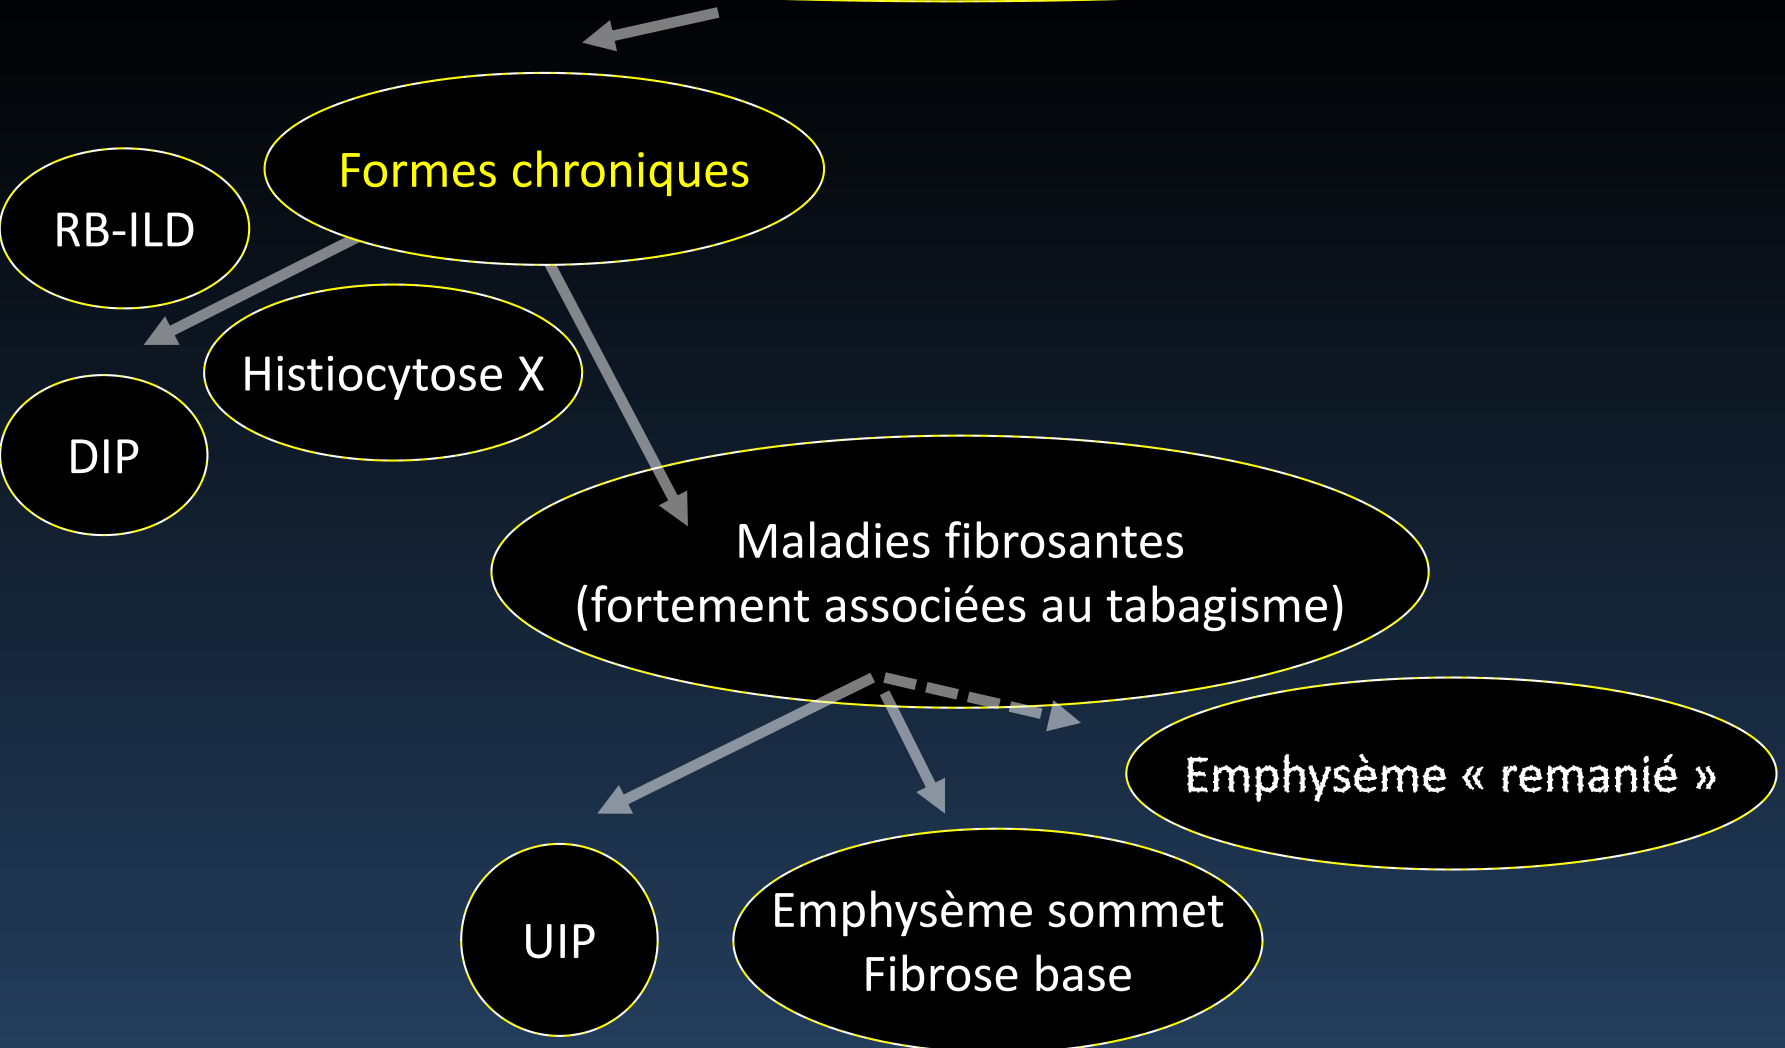 Formes chroniques
RB-ILD
Histiocytose X
DIP
Maladies fibrosantes
(fortement associées au tabagisme)
Emphysème « remanié »
UIP
Emphysème sommet
Fibrose base